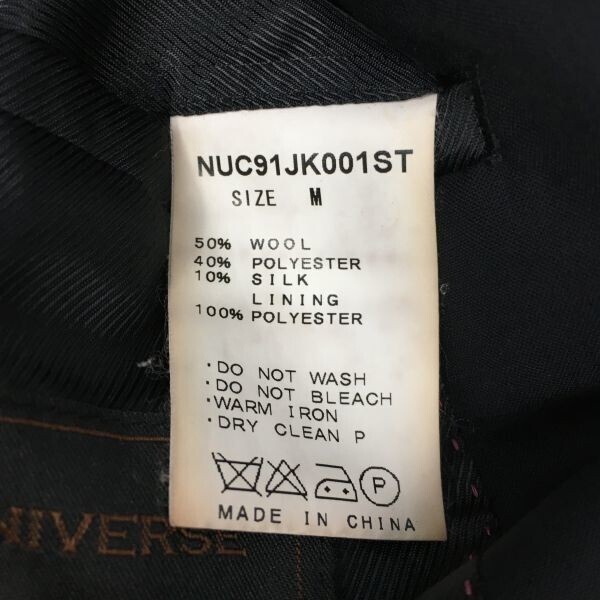 NUC91JK001ST
SIZE M
50% WOOL
40% POLYESTER
10% SILK
LINING
100% POLYESTER
・DO NOT WASH
・DO NOT BLEACH
・WARM IRON
・DRY CLEAN P
P
MADE IN CHINA
NIVERSE